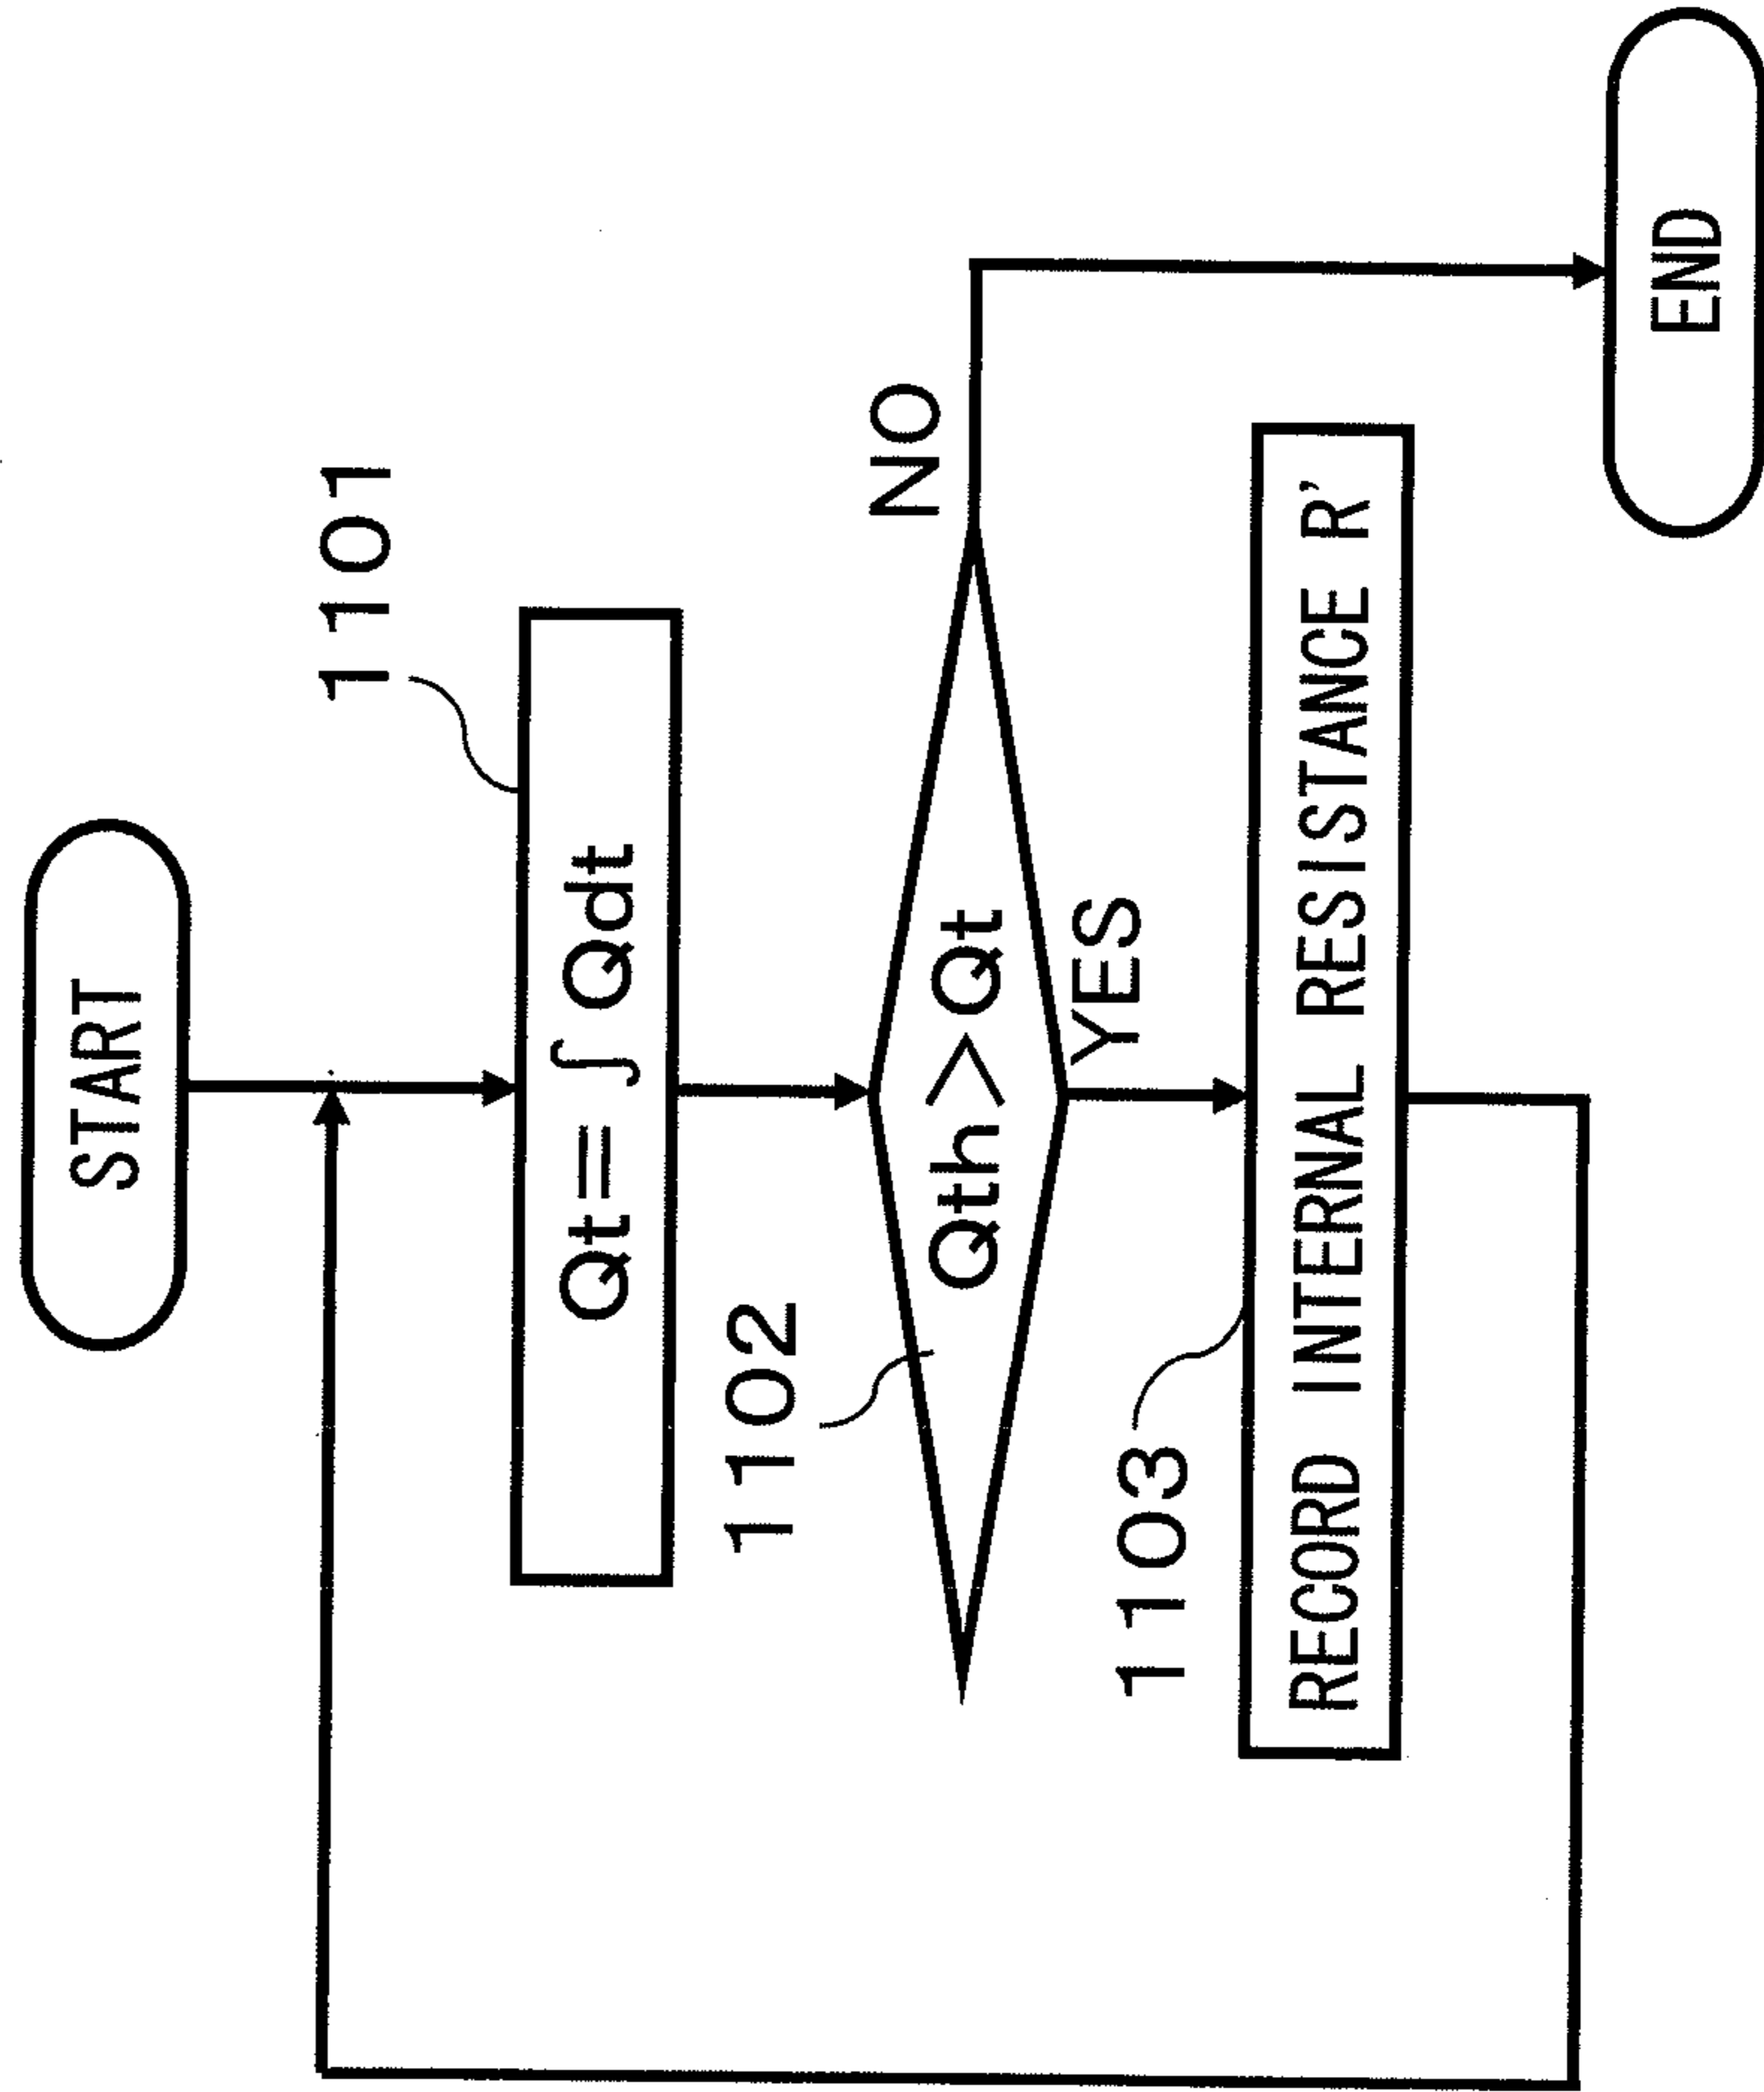 START
1101
Qt=∫Qdt
1102
Qth>Qt
NO
YES
1103
RECORD INTERNAL RESISTANCE R'
END